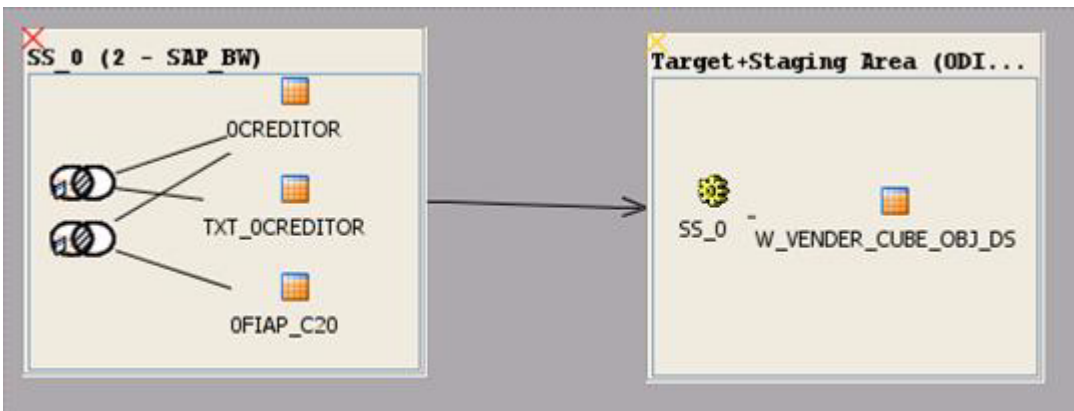 SS_0 (2 - SAP_BW)
0CREDITOR
TXT_0CREDITOR
0FIAP_C20
Target+Staging Area (ODI...
SS_0
W_VENDER_CUBE_OBJ_DS